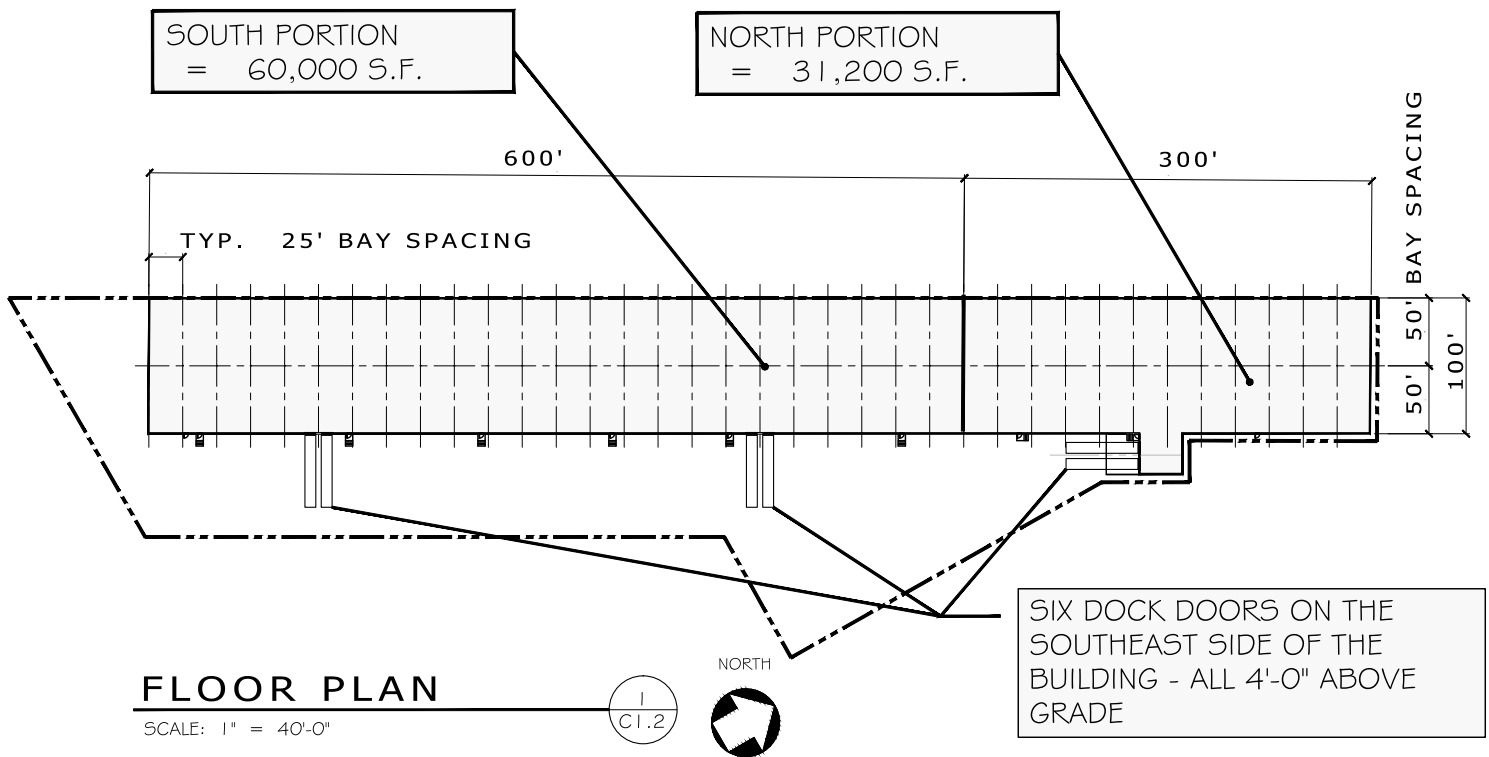 SOUTH PORTION
= 60,000 S.F.
NORTH PORTION
= 31,200 S.F.
600'
300'
TYP. 25' BAY SPACING
50' BAY SPACING
50'
100'
SIX DOCK DOORS ON THE
SOUTHEAST SIDE OF THE
BUILDING - ALL 4'-0" ABOVE
GRADE
NORTH
FLOOR PLAN
SCALE: 1" = 40'-0"
1
C1.2